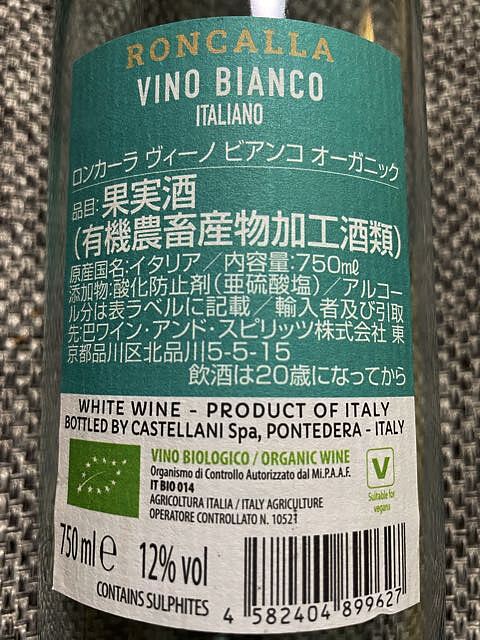 RONCALLA
VINO BIANCO
ITALIANO
ロンカーラ ヴィーノ ビアンコ オーガニック
品目:果実酒
(有機農畜産物加工酒類)
原産国名:イタリア/内容量:750mℓ
添加物:酸化防止剤(亜硫酸塩)/アルコー
ル分は表ラベルに記載/輸入者及び引取
先:巴ワイン・アンド・スピリッツ株式会社 東
京都品川区北品川5-5-15
飲酒は20歳になってから
WHITE WINE - PRODUCT OF ITALY
BOTTLED BY CASTELLANI Spa, PONTEDERA - ITALY
VINO BIOLOGICO / ORGANIC WINE
Organismo di Controllo Autorizzato dal Mi.P.A.A.F.
IT BIO 014
AGRICOLTURA ITALIA / ITALY AGRICULTURE
OPERATORE CONTROLLATO N. 10521
V
Suitable for
vegans
750 ml e 12% vol
CONTAINS SULPHITES
4 582404 899627